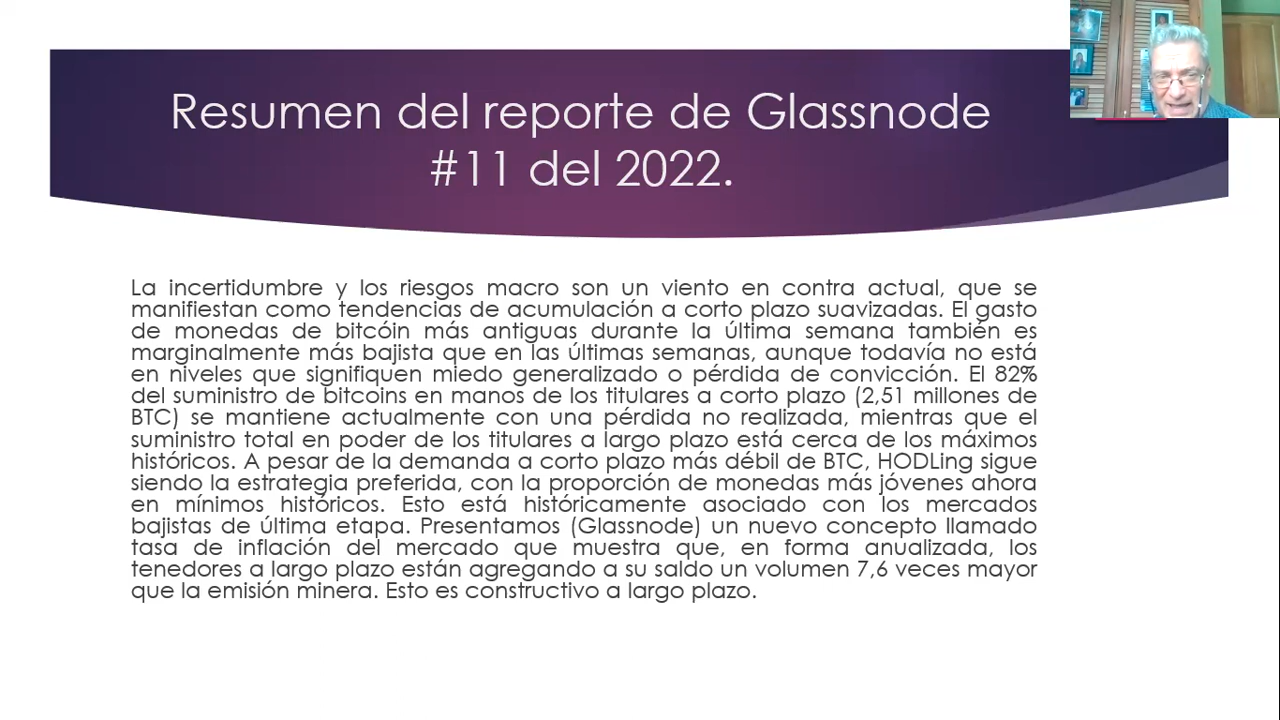 Resumen del reporte de Glassnode
#11 del 2022.
La incertidumbre y los riesgos macro son un viento en contra actual, que se
manifiestan como tendencias de acumulación a corto plazo suavizadas. El gasto
de monedas de bitcóin más antiguas durante la última semana también es
marginalmente más bajista que en las últimas semanas, aunque todavía no está
en niveles que signifiquen miedo generalizado o pérdida de convicción. El 82%
del suministro de bitcoins en manos de los titulares a corto plazo (2,51 millones de
BTC) se mantiene actualmente con una pérdida no realizada, mientras que el
suministro total en poder de los titulares a largo plazo está cerca de los máximos
históricos. A pesar de la demanda a corto plazo más débil de BTC, HODLing sigue
siendo la estrategia preferida, con la proporción de monedas más jóvenes ahora
en mínimos históricos. Esto está históricamente asociado con los mercados
bajistas de última etapa. Presentamos (Glassnode) un nuevo concepto llamado
tasa de inflación del mercado que muestra que, en forma anualizada, los
tenedores a largo plazo están agregando a su saldo un volumen 7,6 veces mayor
que la emisión minera. Esto es constructivo a largo plazo.